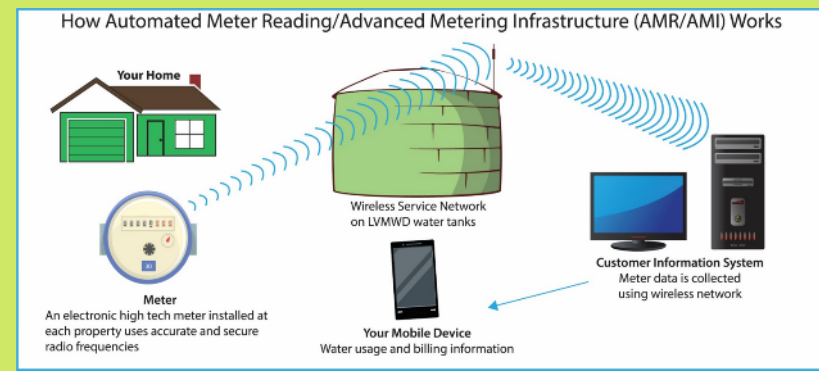 How Automated Meter Reading/Advanced Metering Infrastructure (AMR/AMI) Works
Your Home
Wireless Service Network
on LVMWD water tanks
Meter
An electronic high tech meter installed at
each property uses accurate and secure
radio frequencies
Your Mobile Device
Water usage and billing information
Customer Information System
Meter data is collected
using wireless network